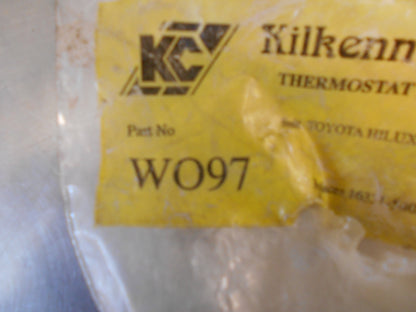 KC
Kilkenn
THERMOSTAT
TOYOTA HILUX
Part No
WO97